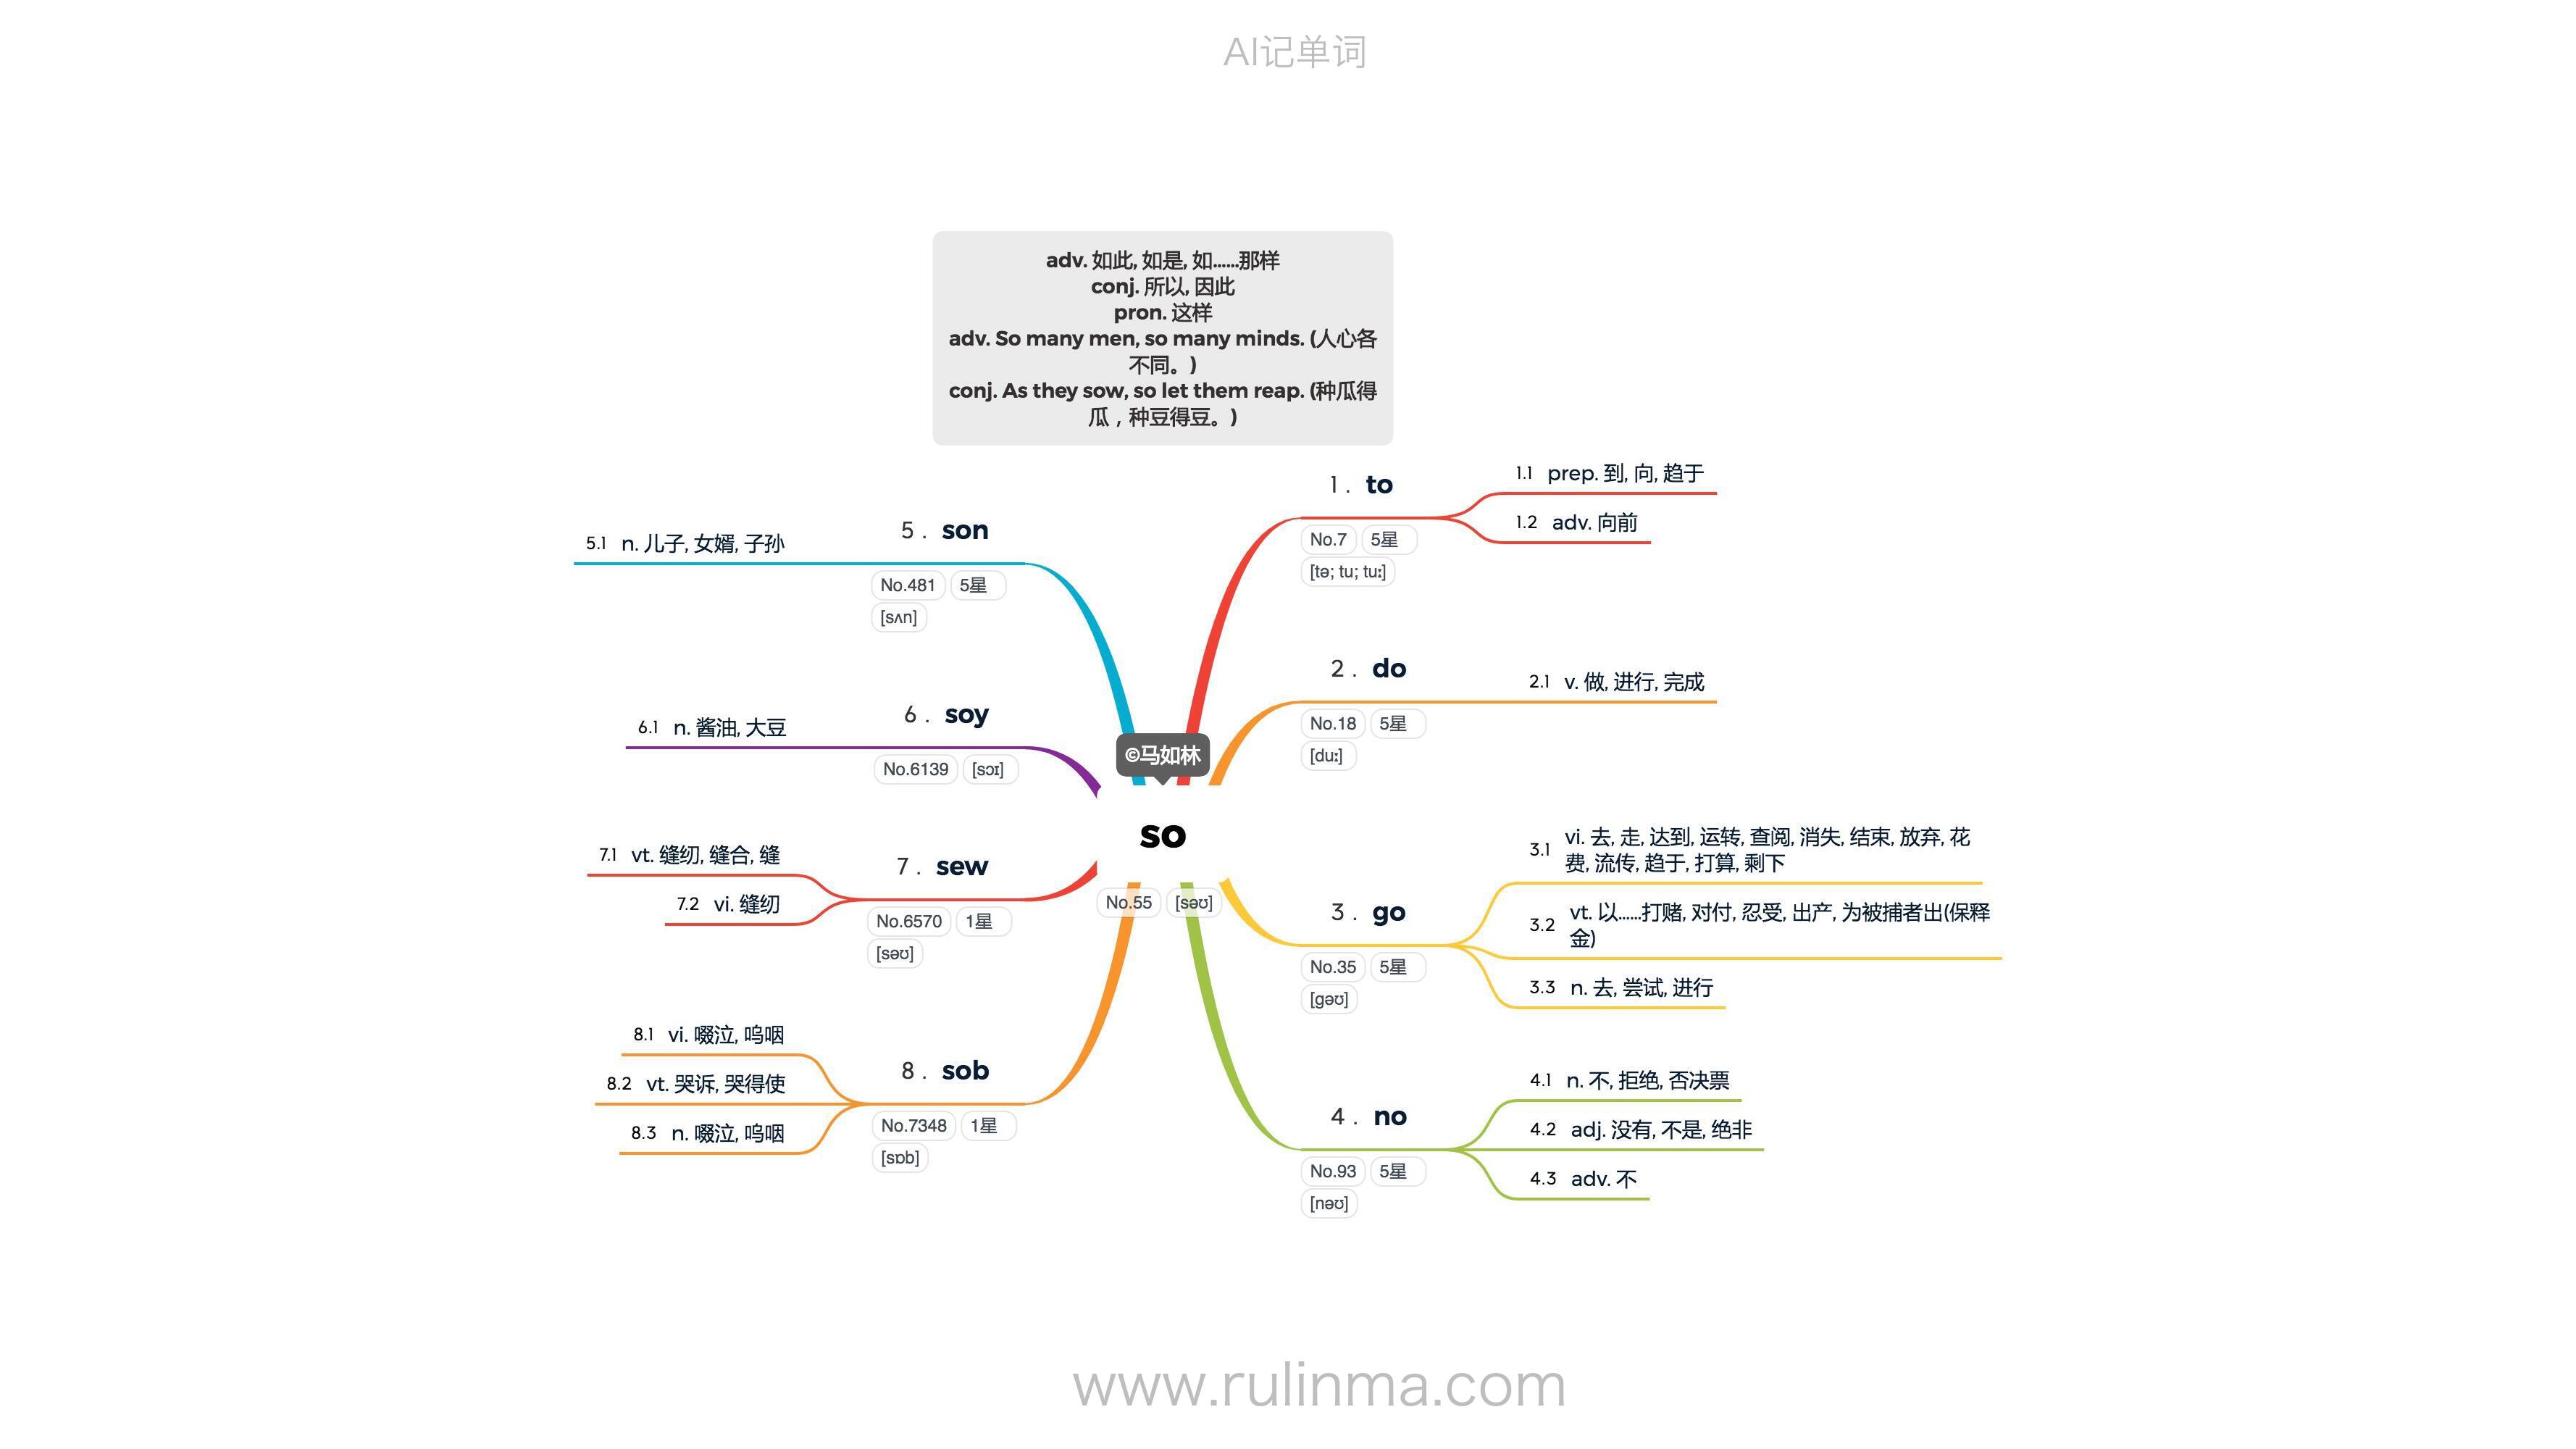 AI记单词
adv. 如此, 如是, 如……那样
conj. 所以, 因此
pron. 这样
adv. So many men, so many minds. (人心各
不同。)
conj. As they sow, so let them reap. (种瓜得
瓜，种豆得豆。)
©马如林
so
No.55 [səʊ]
1 . to
No.7 5星
[tə; tu; tuː]
1.1 prep. 到, 向, 趋于
1.2 adv. 向前
2 . do
No.18 5星
[duː]
2.1 v. 做, 进行, 完成
3 . go
No.35 5星
[ɡəʊ]
3.1 vi. 去, 走, 达到, 运转, 查阅, 消失, 结束, 放弃, 花
费, 流传, 趋于, 打算, 剩下
3.2 vt. 以……打赌, 对付, 忍受, 出产, 为被捕者出(保释
金)
3.3 n. 去, 尝试, 进行
4 . no
No.93 5星
[nəʊ]
4.1 n. 不, 拒绝, 否决票
4.2 adj. 没有, 不是, 绝非
4.3 adv. 不
5 . son
No.481 5星
[sʌn]
5.1 n. 儿子, 女婿, 子孙
6 . soy
No.6139 [sɔɪ]
6.1 n. 酱油, 大豆
7 . sew
No.6570 1星
[səʊ]
7.1 vt. 缝纫, 缝合, 缝
7.2 vi. 缝纫
8 . sob
No.7348 1星
[sɒb]
8.1 vi. 啜泣, 呜咽
8.2 vt. 哭诉, 哭得使
8.3 n. 啜泣, 呜咽
www.rulinma.com